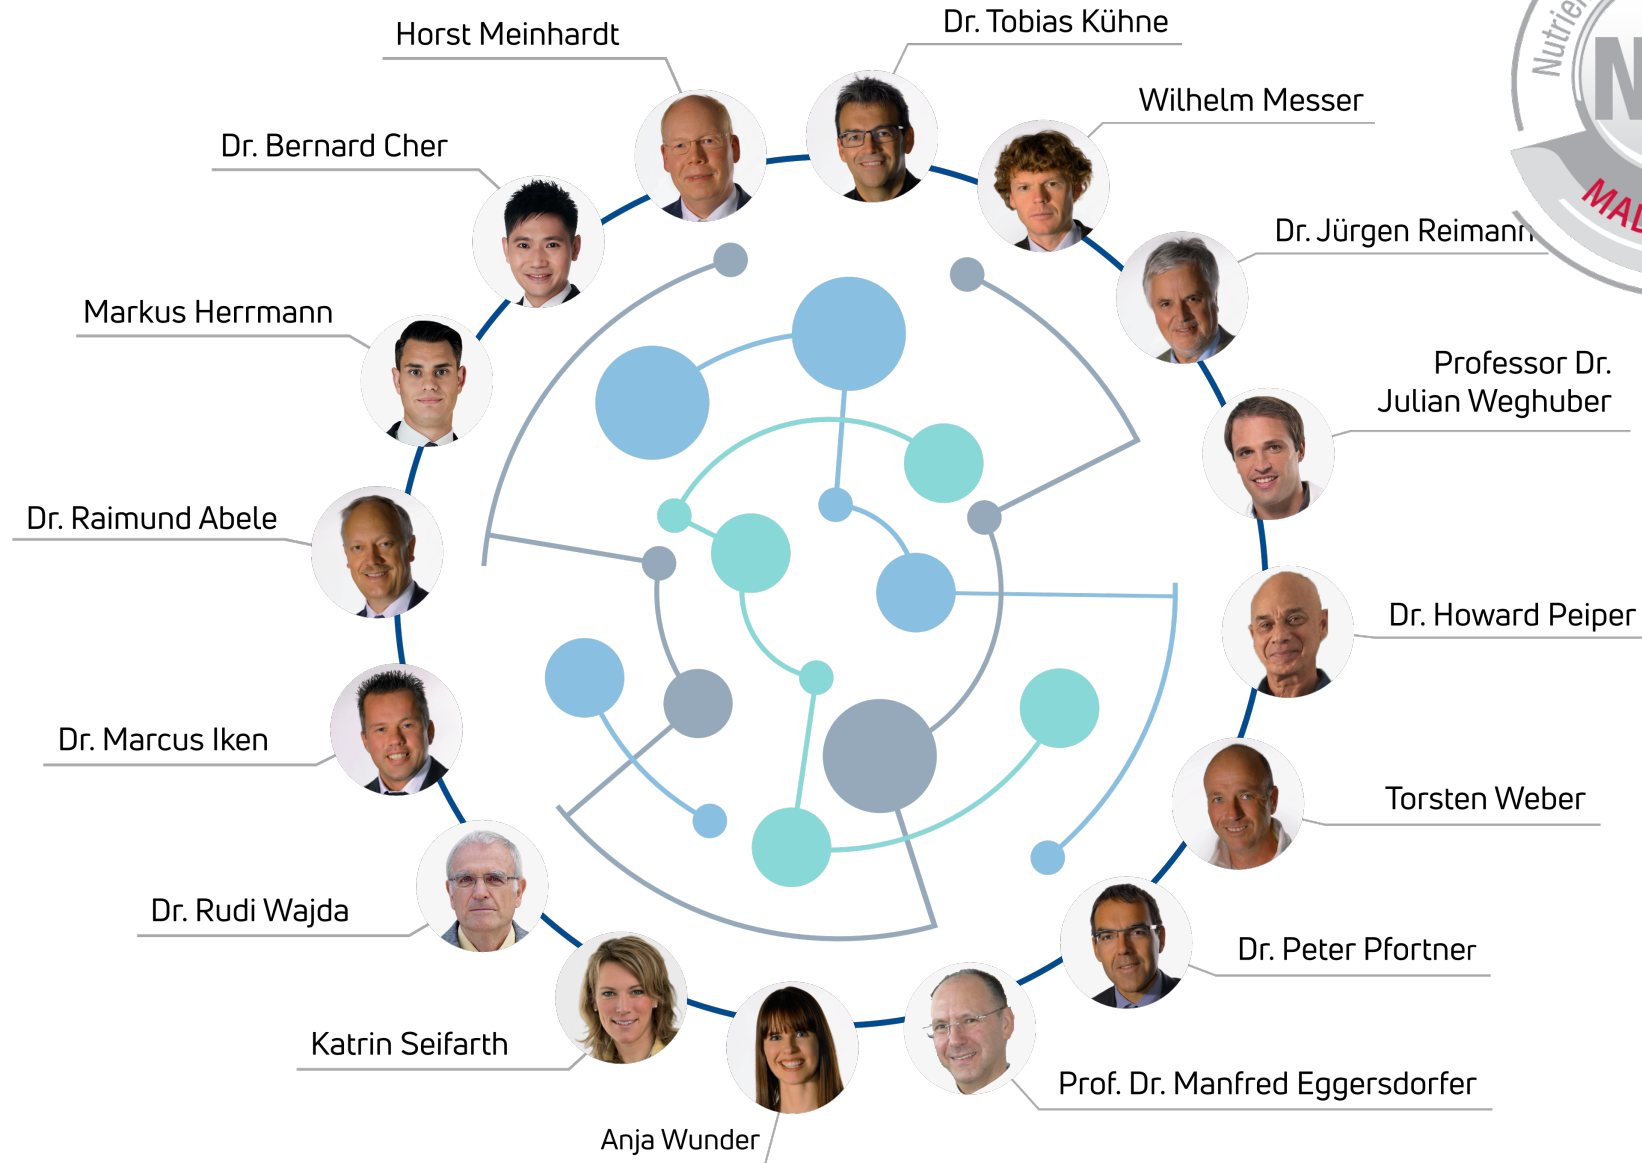 Dr. Tobias Kühne
Horst Meinhardt
Wilhelm Messer
Dr. Bernard Cher
Dr. Jürgen Reimann
Markus Herrmann
Professor Dr.
Julian Weghuber
Dr. Raimund Abele
Dr. Howard Peiper
Dr. Marcus Iken
Torsten Weber
Dr. Rudi Wajda
Dr. Peter Pfortner
Katrin Seifarth
Prof. Dr. Manfred Eggersdorfer
Anja Wunder